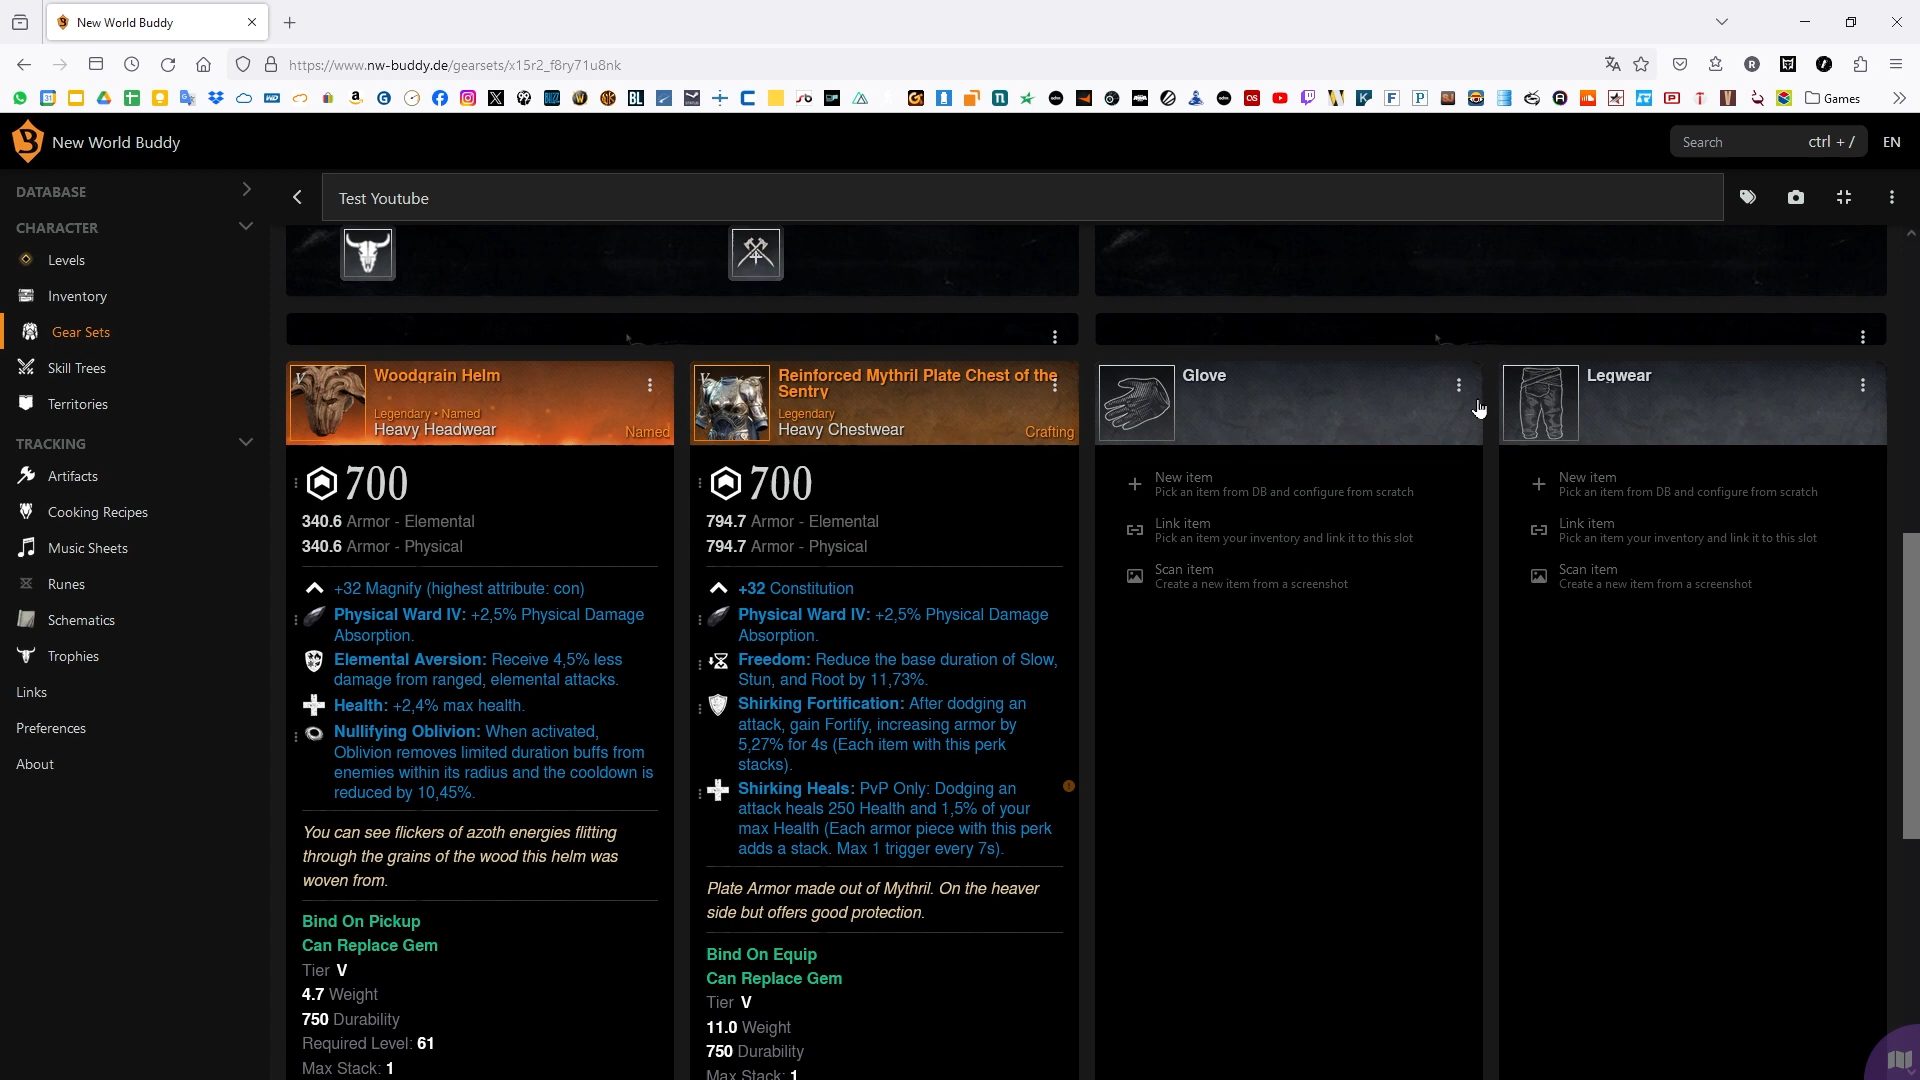 New World Buddy
https://www.nw-buddy.de/gearsets/x15r2_f8ry71u8nk
Games
New World Buddy
Search ctrl + /
EN
DATABASE
CHARACTER
Levels
Inventory
Gear Sets
Skill Trees
Territories
TRACKING
Artifacts
Cooking Recipes
Music Sheets
Runes
Schematics
Trophies
Links
Preferences
About
Test Youtube
Woodgrain Helm
Legendary • Named
Heavy Headwear
Named
700
340.6 Armor - Elemental
340.6 Armor - Physical
+32 Magnify (highest attribute: con)
Physical Ward IV: +2,5% Physical Damage
Absorption.
Elemental Aversion: Receive 4,5% less
damage from ranged, elemental attacks.
Health: +2,4% max health.
Nullifying Oblivion: When activated,
Oblivion removes limited duration buffs from
enemies within its radius and the cooldown is
reduced by 10,45%.
You can see flickers of azoth energies flitting
through the grains of the wood this helm was
woven from.
Bind On Pickup
Can Replace Gem
Tier V
4.7 Weight
750 Durability
Required Level: 61
Max Stack: 1
Reinforced Mythril Plate Chest of the
Sentry
Legendary
Heavy Chestwear
Crafting
700
794.7 Armor - Elemental
794.7 Armor - Physical
+32 Constitution
Physical Ward IV: +2,5% Physical Damage
Absorption.
Freedom: Reduce the base duration of Slow,
Stun, and Root by 11,73%.
Shirking Fortification: After dodging an
attack, gain Fortify, increasing armor by
5,27% for 4s (Each item with this perk
stacks).
Shirking Heals: PvP Only: Dodging an
attack heals 250 Health and 1,5% of your
max Health (Each armor piece with this perk
adds a stack. Max 1 trigger every 7s).
Plate Armor made out of Mythril. On the heaver
side but offers good protection.
Bind On Equip
Can Replace Gem
Tier V
11.0 Weight
750 Durability
Max Stack: 1
Glove
New item
Pick an item from DB and configure from scratch
Link item
Pick an item your inventory and link it to this slot
Scan item
Create a new item from a screenshot
Legwear
New item
Pick an item from DB and configure from scratch
Link item
Pick an item your inventory and link it to this slot
Scan item
Create a new item from a screenshot